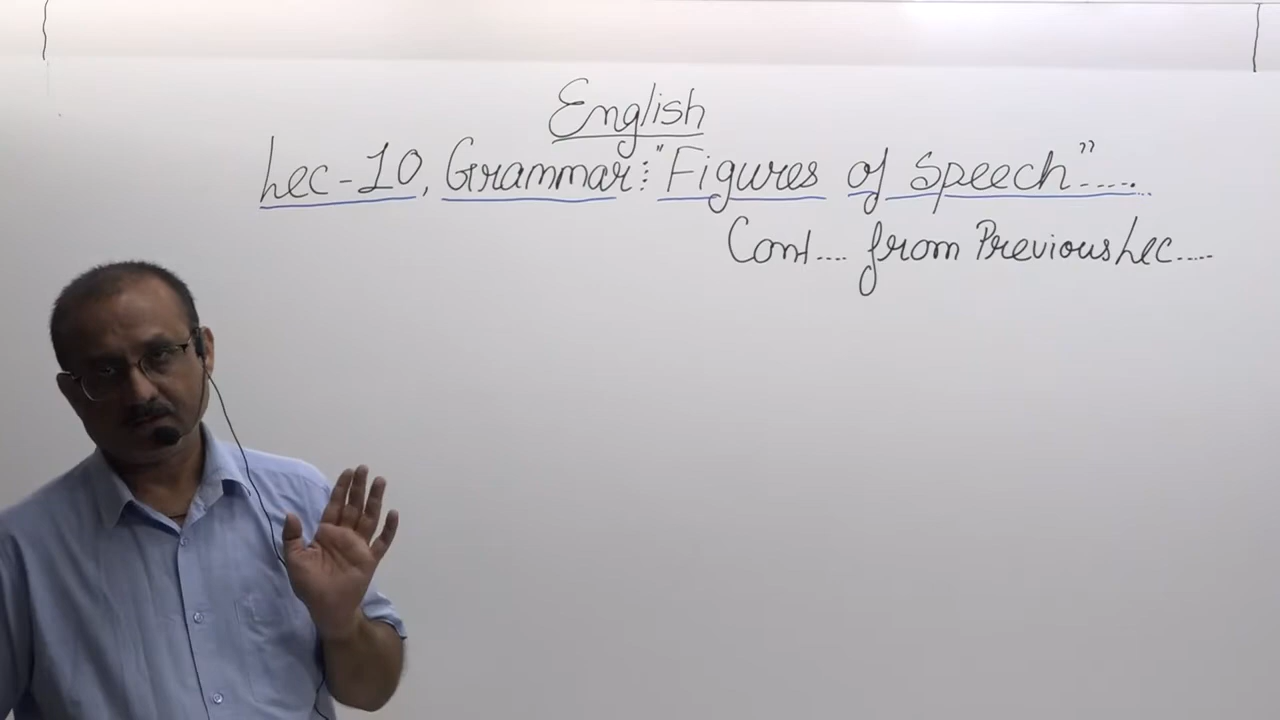 English
Lec-10, Grammar: "Figures of Speech".....
Cont.... from Previous Lec.....